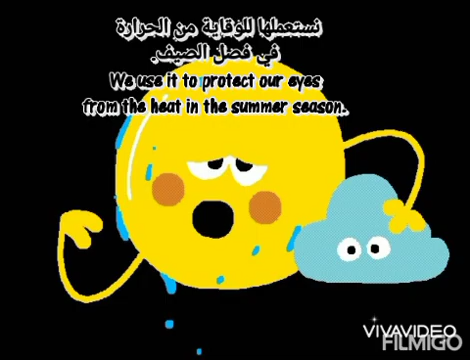 نستعملها للوقاية من الحرارة
في فصل الصيف.
We use it to protect our eyes
from the heat in the summer season.
VIVAVIDEO
FILMIGO